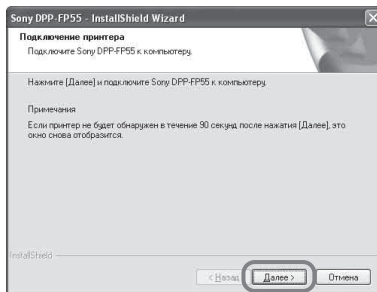 Sony DPP-FP55 - InstallShield Wizard
Подключение принтера
Подключите Sony DPP-FP55 к компьютеру.
Нажмите [Далее] и подключите Sony DPP-FP55 к компьютеру.
Примечания
Если принтер не будет обнаружен в течение 90 секунд после нажатия [Далее], это
окно снова отобразится.
InstallShield
< Назад Далее > Отмена